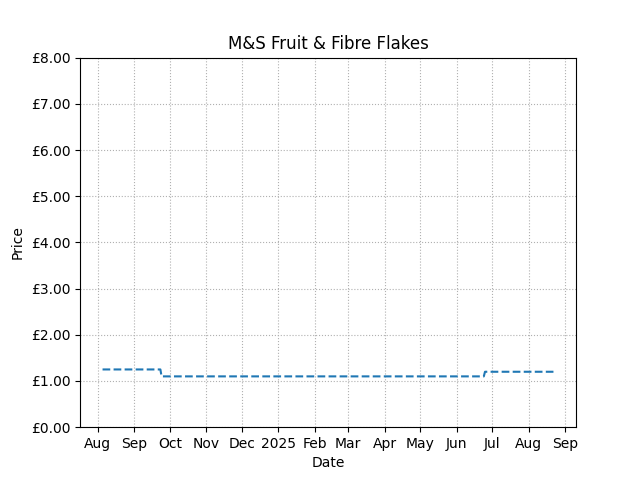 M&S Fruit & Fibre Flakes
£8.00
£7.00
£6.00
£5.00
£4.00
£3.00
£2.00
£1.00
£0.00
Price
Aug Sep Oct Nov Dec 2025 Feb Mar Apr May Jun Jul Aug Sep
Date